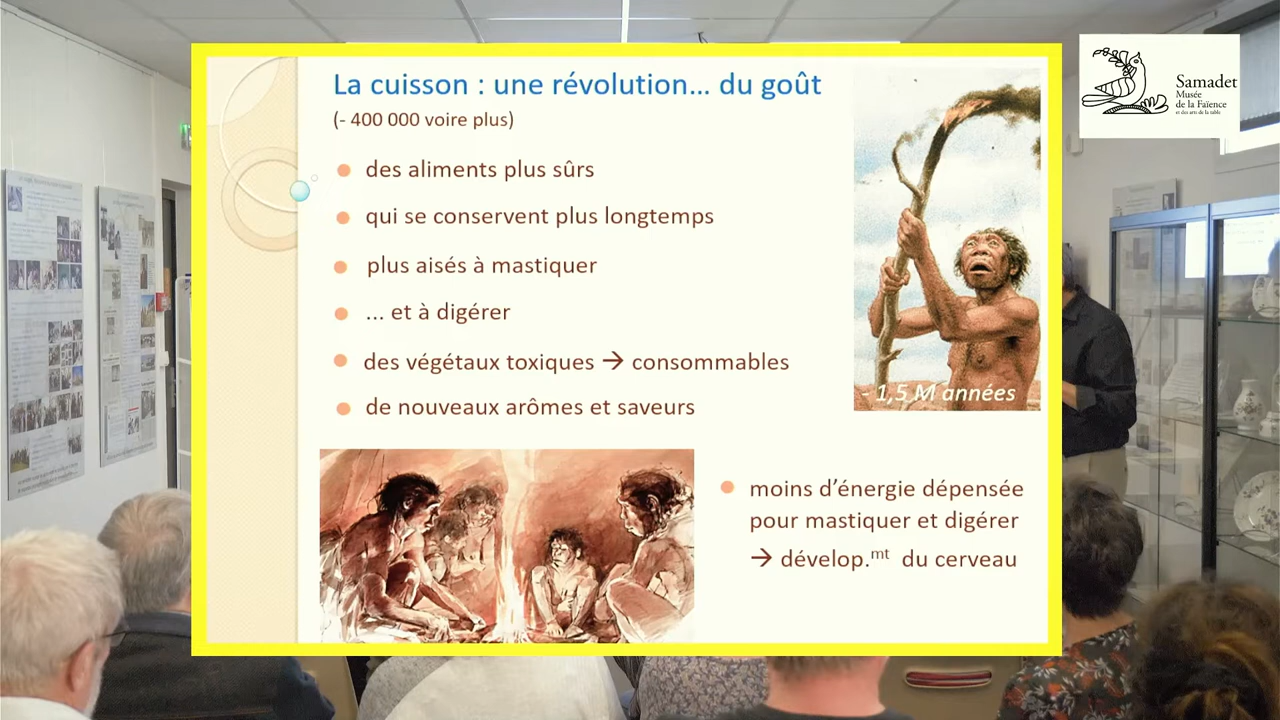 La cuisson : une révolution... du goût
(- 400 000 voire plus)
des aliments plus sûrs
qui se conservent plus longtemps
plus aisés à mastiquer
... et à digérer
des végétaux toxiques → consommables
de nouveaux arômes et saveurs
- 1,5 M années
moins d’énergie dépensée
pour mastiquer et digérer
→ dévelop.mt du cerveau
Samadet
Musée
de la Faïence
et des arts de la table